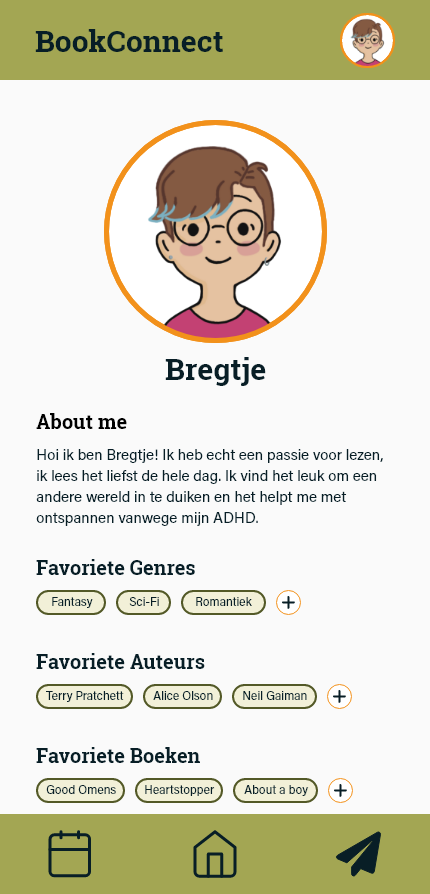 BookConnect
Bregtje
About me
Hoi ik ben Bregtje! Ik heb echt een passie voor lezen,
ik lees het liefst de hele dag. Ik vind het leuk om een
andere wereld in te duiken en het helpt me met
ontspannen vanwege mijn ADHD.
Favoriete Genres
Fantasy Sci-Fi Romantiek
Favoriete Auteurs
Terry Pratchett Alice Olson Neil Gaiman
Favoriete Boeken
Good Omens Heartstopper About a boy